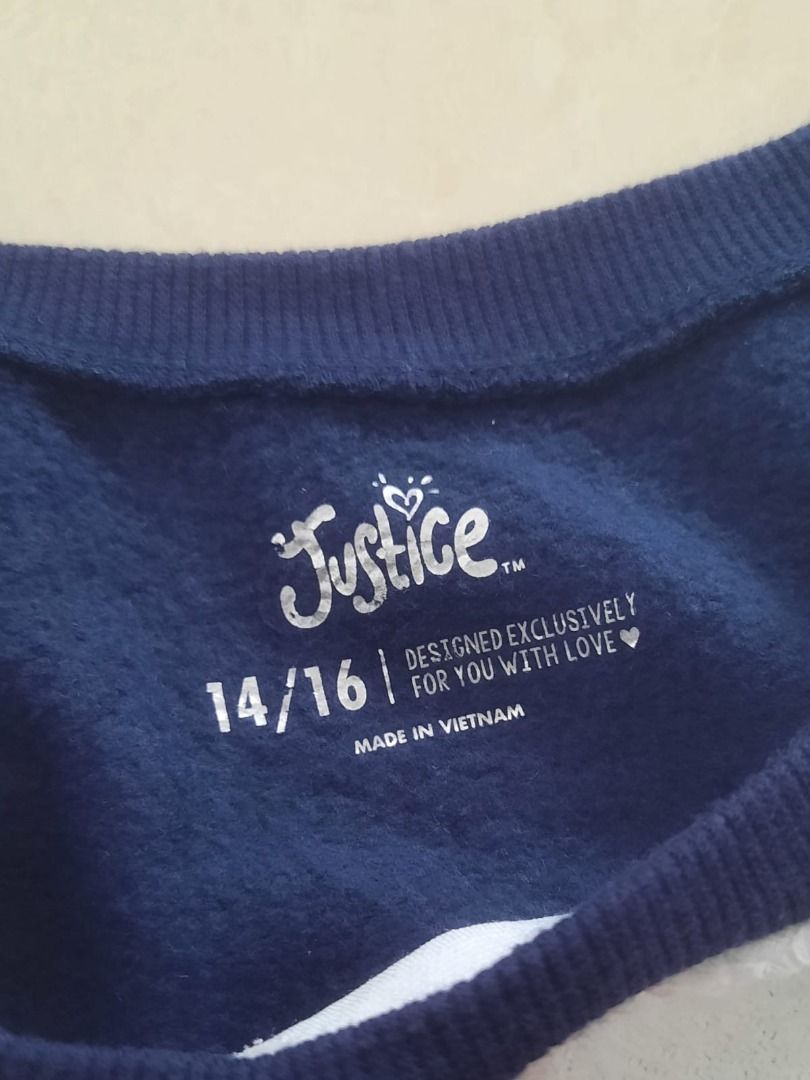 Justice™
14/16 | DESIGNED EXCLUSIVELY
FOR YOU WITH LOVE ♥
MADE IN VIETNAM